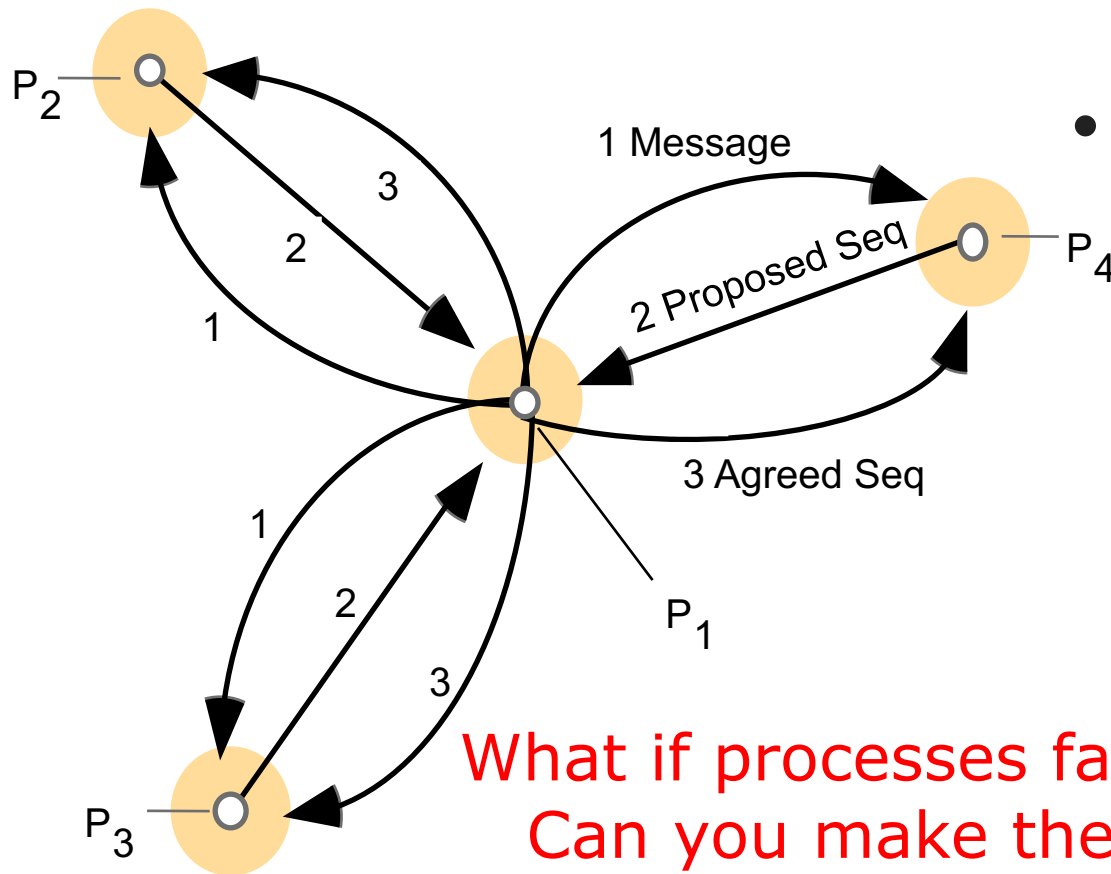 P2
3
1 Message
2
2 Proposed Seq
P4
1
3 Agreed Seq
1
2
P1
3
What if processes fa
Can you make the
P3